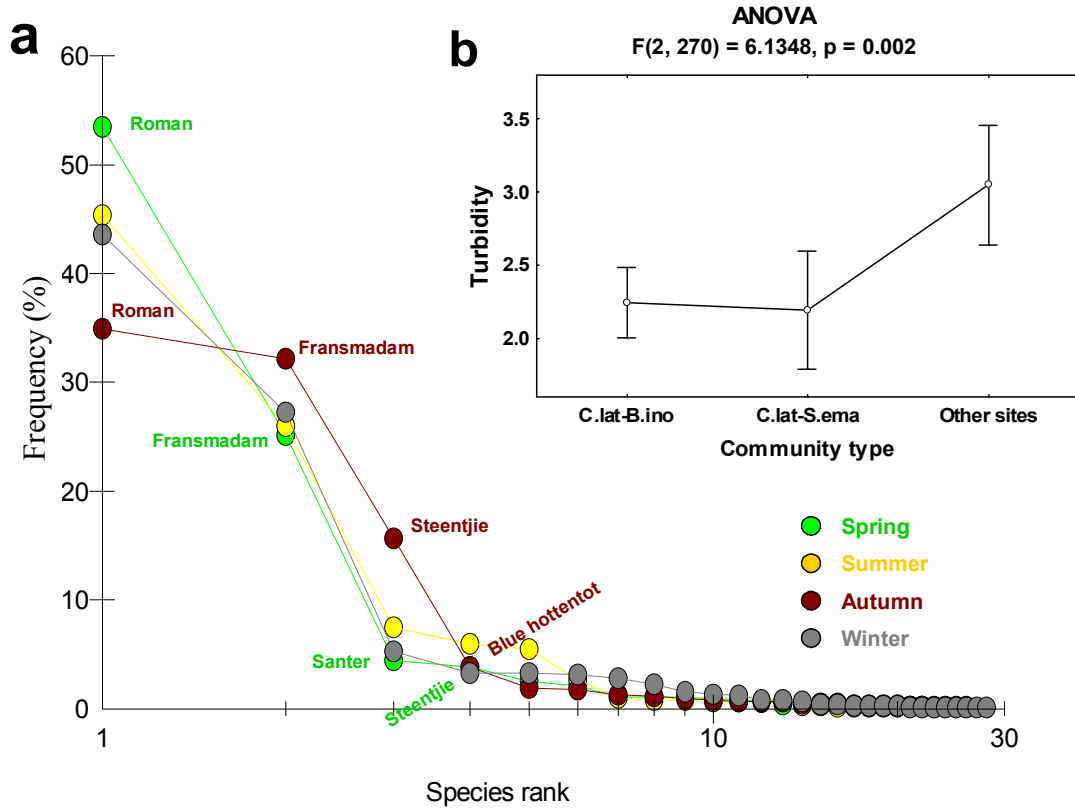 a
60
50
40
30
20
10
0
Frequency (%)
Roman
Roman
Fransmadam
Fransmadam
Steentjie
Santer
Steentjie
Blue hottentot
1
10
30
Species rank
Spring
Summer
Autumn
Winter
b
ANOVA
F(2, 270) = 6.1348, p = 0.002
3.5
3.0
2.5
2.0
Turbidity
C.lat-B.ino
C.lat-S.ema
Other sites
Community type